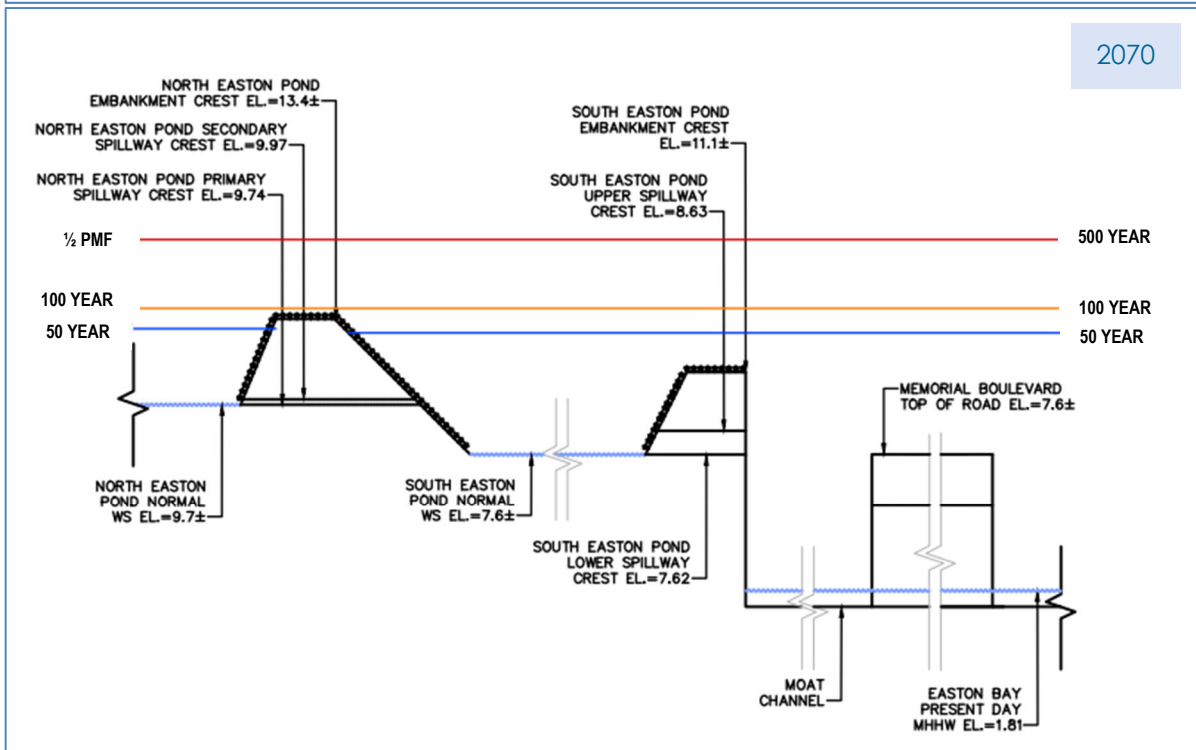 2070
NORTH EASTON POND
EMBANKMENT CREST EL.=13.4±
NORTH EASTON POND SECONDARY
SPILLWAY CREST EL.=9.97
NORTH EASTON POND PRIMARY
SPILLWAY CREST EL.=9.74
SOUTH EASTON POND
EMBANKMENT CREST
EL.=11.1±
SOUTH EASTON POND
UPPER SPILLWAY
CREST EL.=8.63
½ PMF
500 YEAR
100 YEAR
100 YEAR
50 YEAR
50 YEAR
MEMORIAL BOULEVARD
TOP OF ROAD EL.=7.6±
NORTH EASTON
POND NORMAL
WS EL.=9.7±
SOUTH EASTON
POND NORMAL
WS EL.=7.6±
SOUTH EASTON POND
LOWER SPILLWAY
CREST EL.=7.62
MOAT
CHANNEL
EASTON BAY
PRESENT DAY
MHHW EL.=1.81